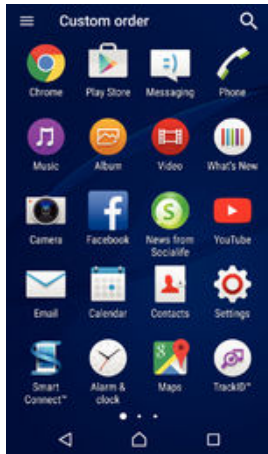 Custom order
Chrome Play Store Messaging Phone
Music Album Video What's New
Camera Facebook News from Socialife YouTube
Email Calendar Contacts Settings
Smart Connect™ Alarm & clock Maps TrackID™